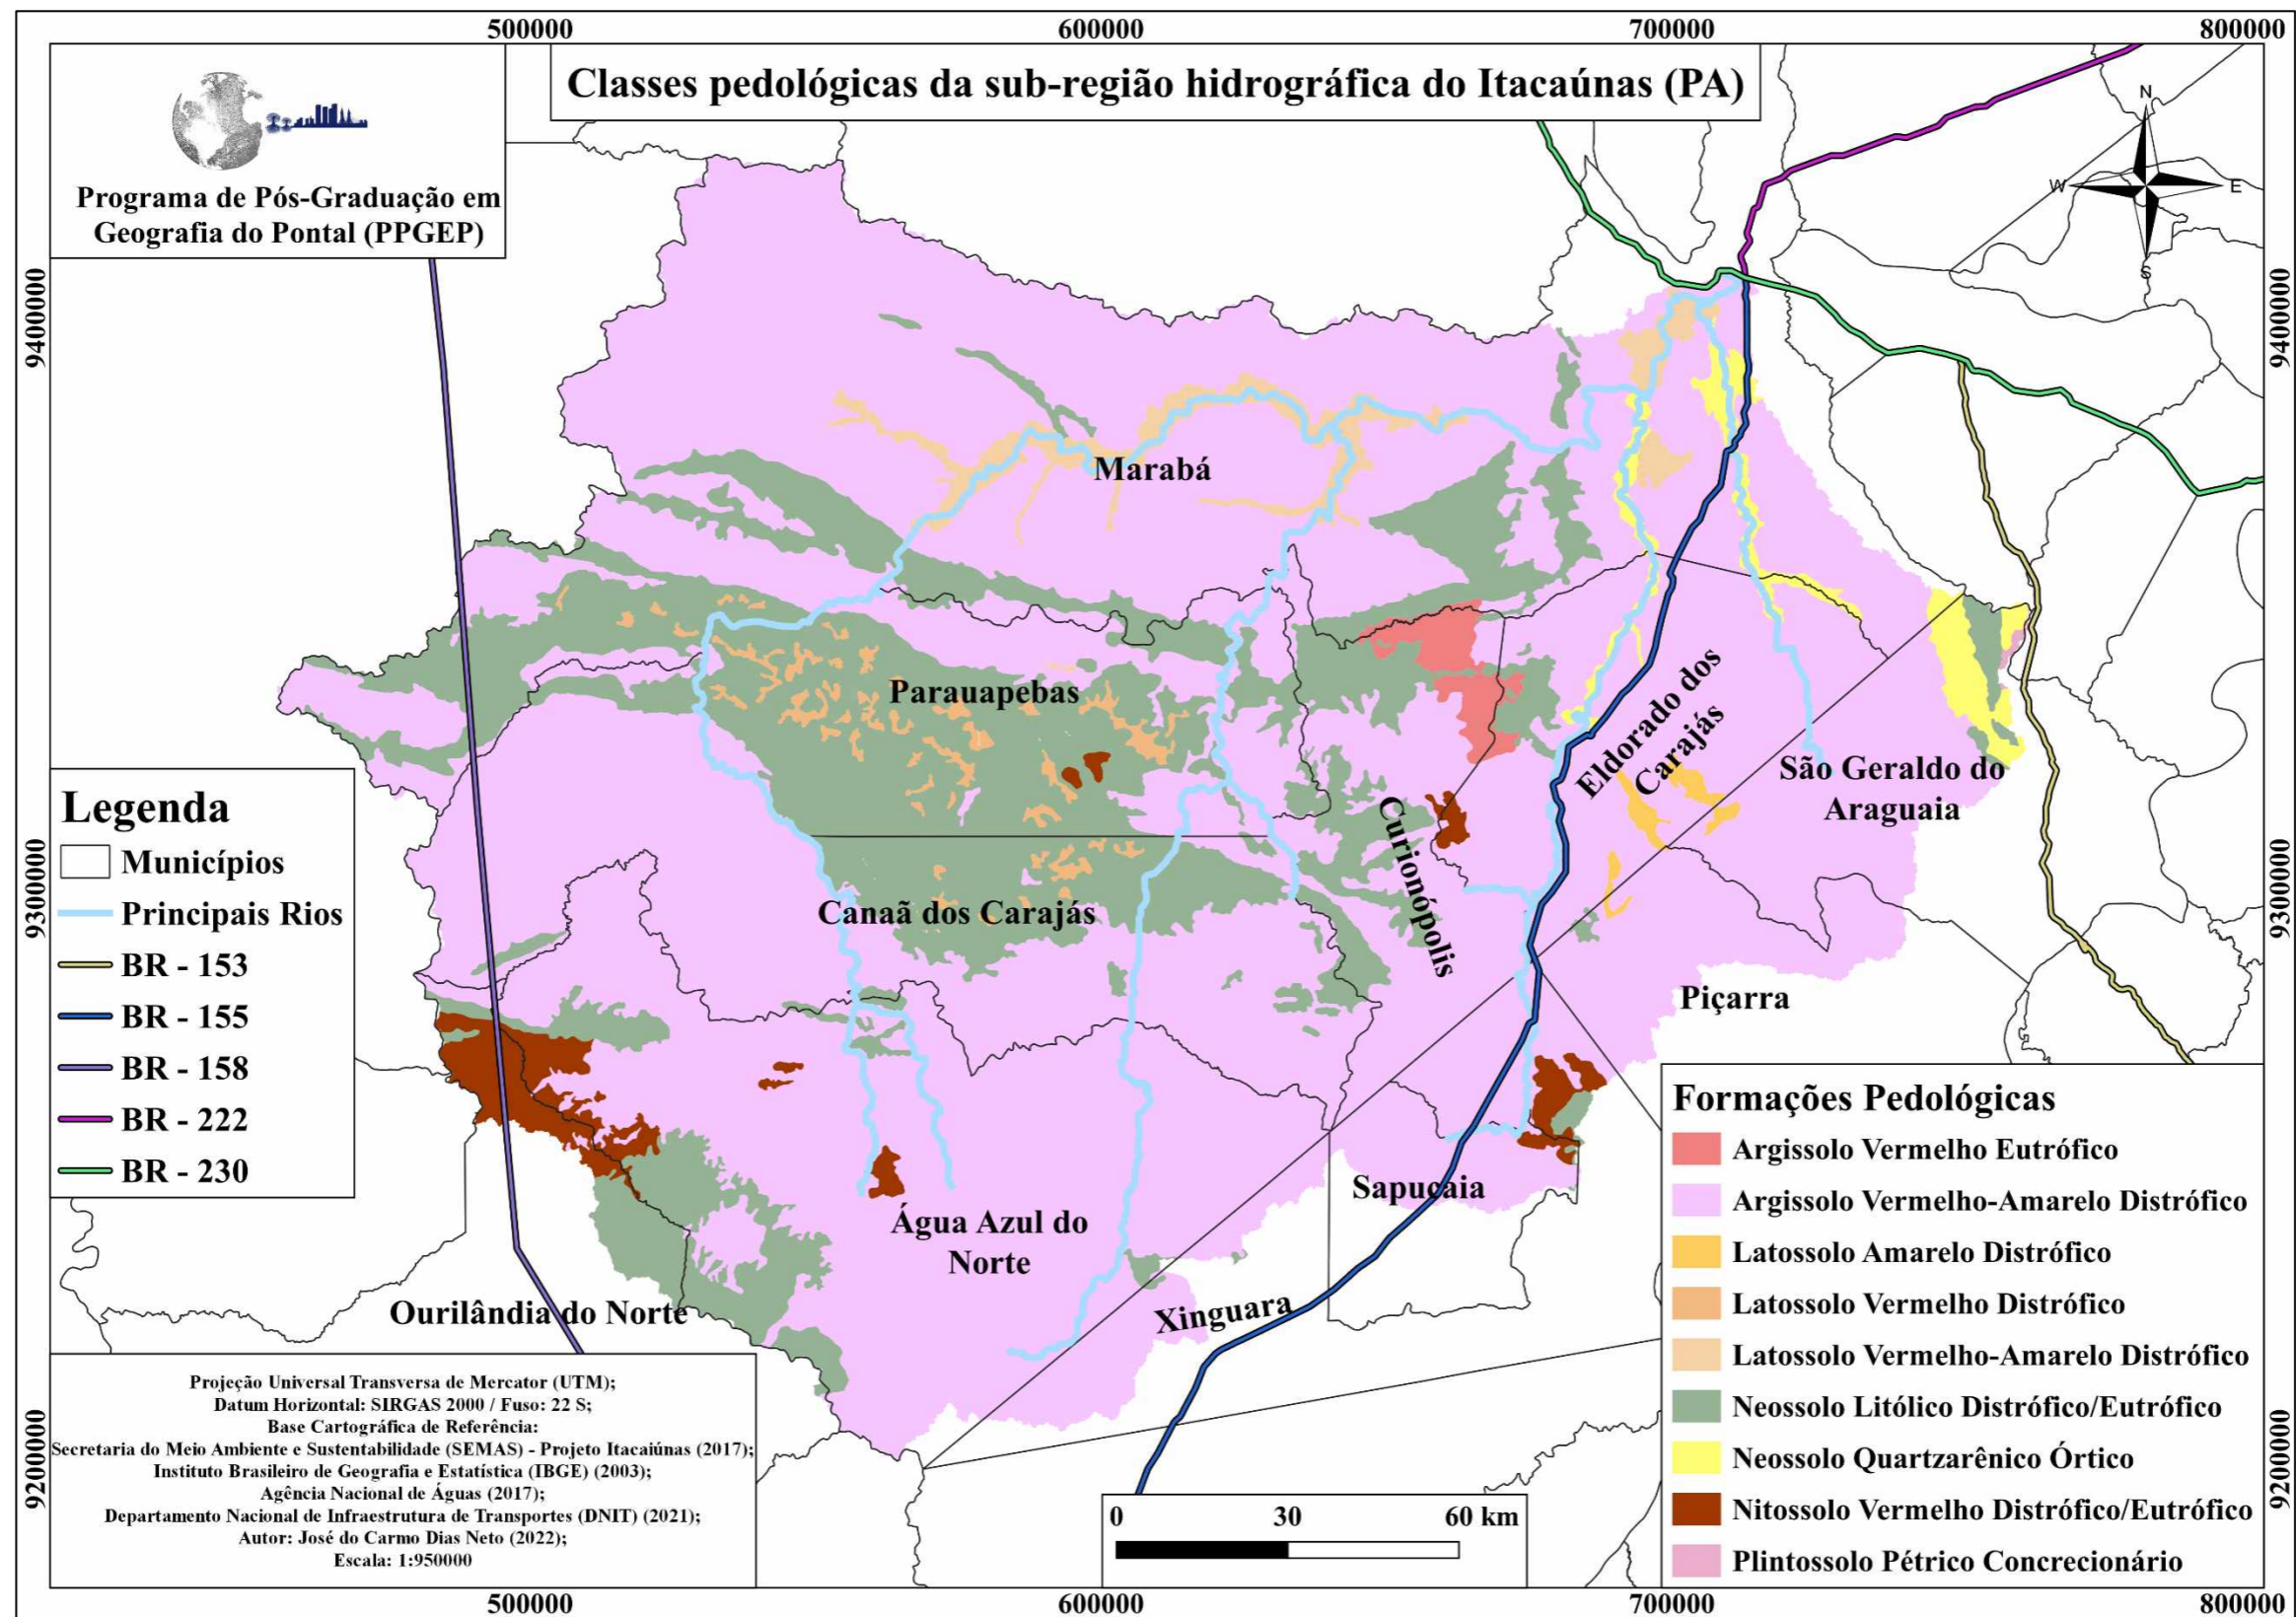 500000
600000
700000
800000
Classes pedológicas da sub-região hidrográfica do Itacaúnas (PA)
Programa de Pós-Graduação em
Geografia do Pontal (PPGEP)
N
W
E
S
9400000
9400000
Marabá
Parauapebas
Eldorado dos
Carajás
São Geraldo do
Araguaia
Curionópolis
Canaã dos Carajás
Piçarra
9300000
9300000
Legenda
Municípios
Principais Rios
BR - 153
BR - 155
BR - 158
BR - 222
BR - 230
Sapucaia
Água Azul do
Norte
Xinguara
Ourilândia do Norte
Formações Pedológicas
Argissolo Vermelho Eutrófico
Argissolo Vermelho-Amarelo Distrófico
Latossolo Amarelo Distrófico
Latossolo Vermelho Distrófico
Latossolo Vermelho-Amarelo Distrófico
Neossolo Litólico Distrófico/Eutrófico
Neossolo Quartzarênico Órtico
Nitossolo Vermelho Distrófico/Eutrófico
Plintossolo Pétrico Concrecionário
9200000
9200000
Projeção Universal Transversa de Mercator (UTM);
Datum Horizontal: SIRGAS 2000 / Fuso: 22 S;
Base Cartográfica de Referência:
Secretaria do Meio Ambiente e Sustentabilidade (SEMAS) - Projeto Itacaiúnas (2017);
Instituto Brasileiro de Geografia e Estatística (IBGE) (2003);
Agência Nacional de Águas (2017);
Departamento Nacional de Infraestrutura de Transportes (DNIT) (2021);
Autor: José do Carmo Dias Neto (2022);
Escala: 1:950000
0 30 60 km
500000
600000
700000
800000